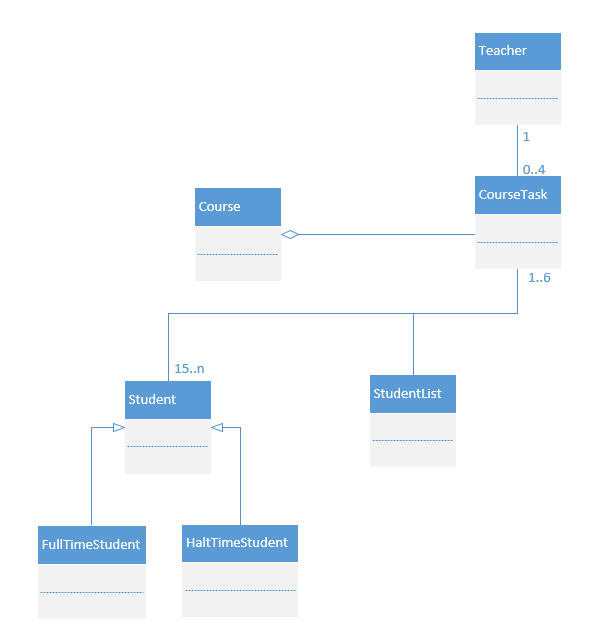 Teacher
1
0..4
Course
CourseTask
1..6
15..n
Student
StudentList
FullTimeStudent
HaltTimeStudent